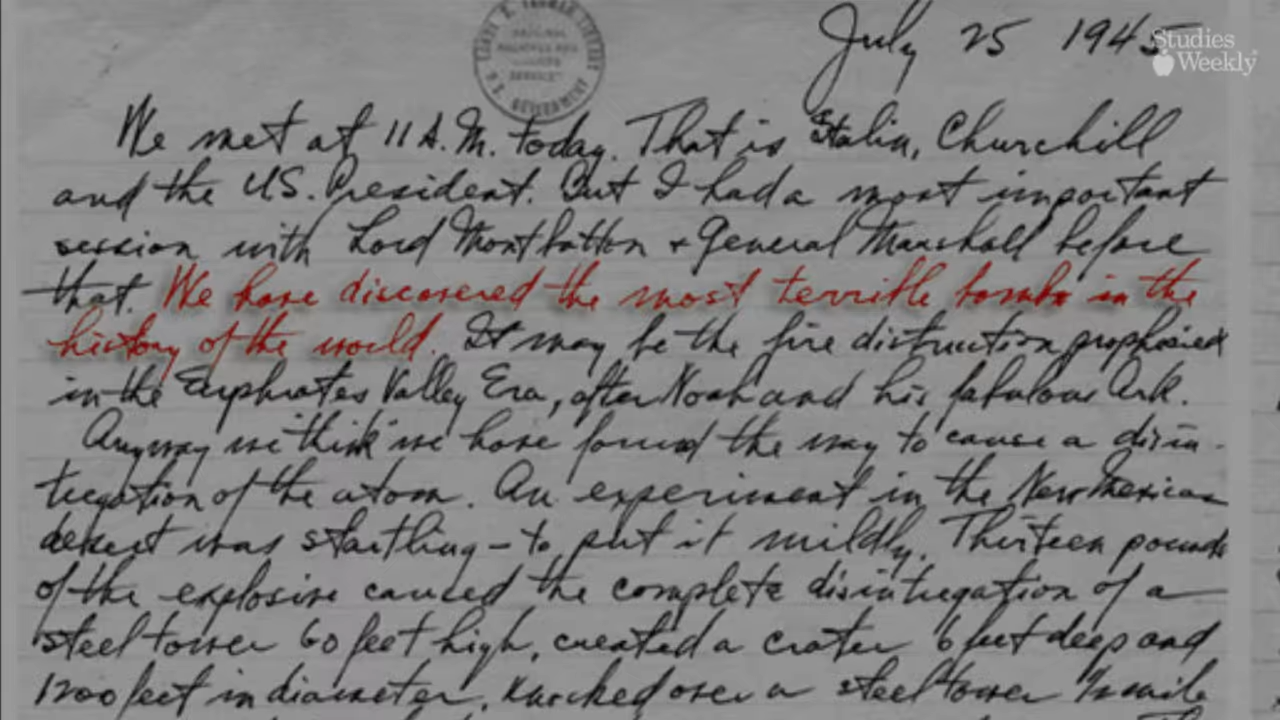 July 25 1945
Studies
Weekly
We met at 11 A.M. today. That is Stalin, Churchill
and the U.S. President. But I had a most important
session with Lord Mountbatton & General Marshall before
that. We have discovered the most terrible bomb in the
history of the world. It may be the fire distruction prophisied
in the Euphrates Valley Era, after Noah and his fabulous Ark.
Anyway we "think" we have found the way to cause a disin-
tegration of the atom. An experiment in the New Mexican
desert was startling - to put it mildly. Thirteen pounds
of the explosive caused the complete disintegration of a
steel tower 60 feet high, created a crater 6 feet deep and
1200 feet in diameter, knocked over a steel tower 1/2 mile